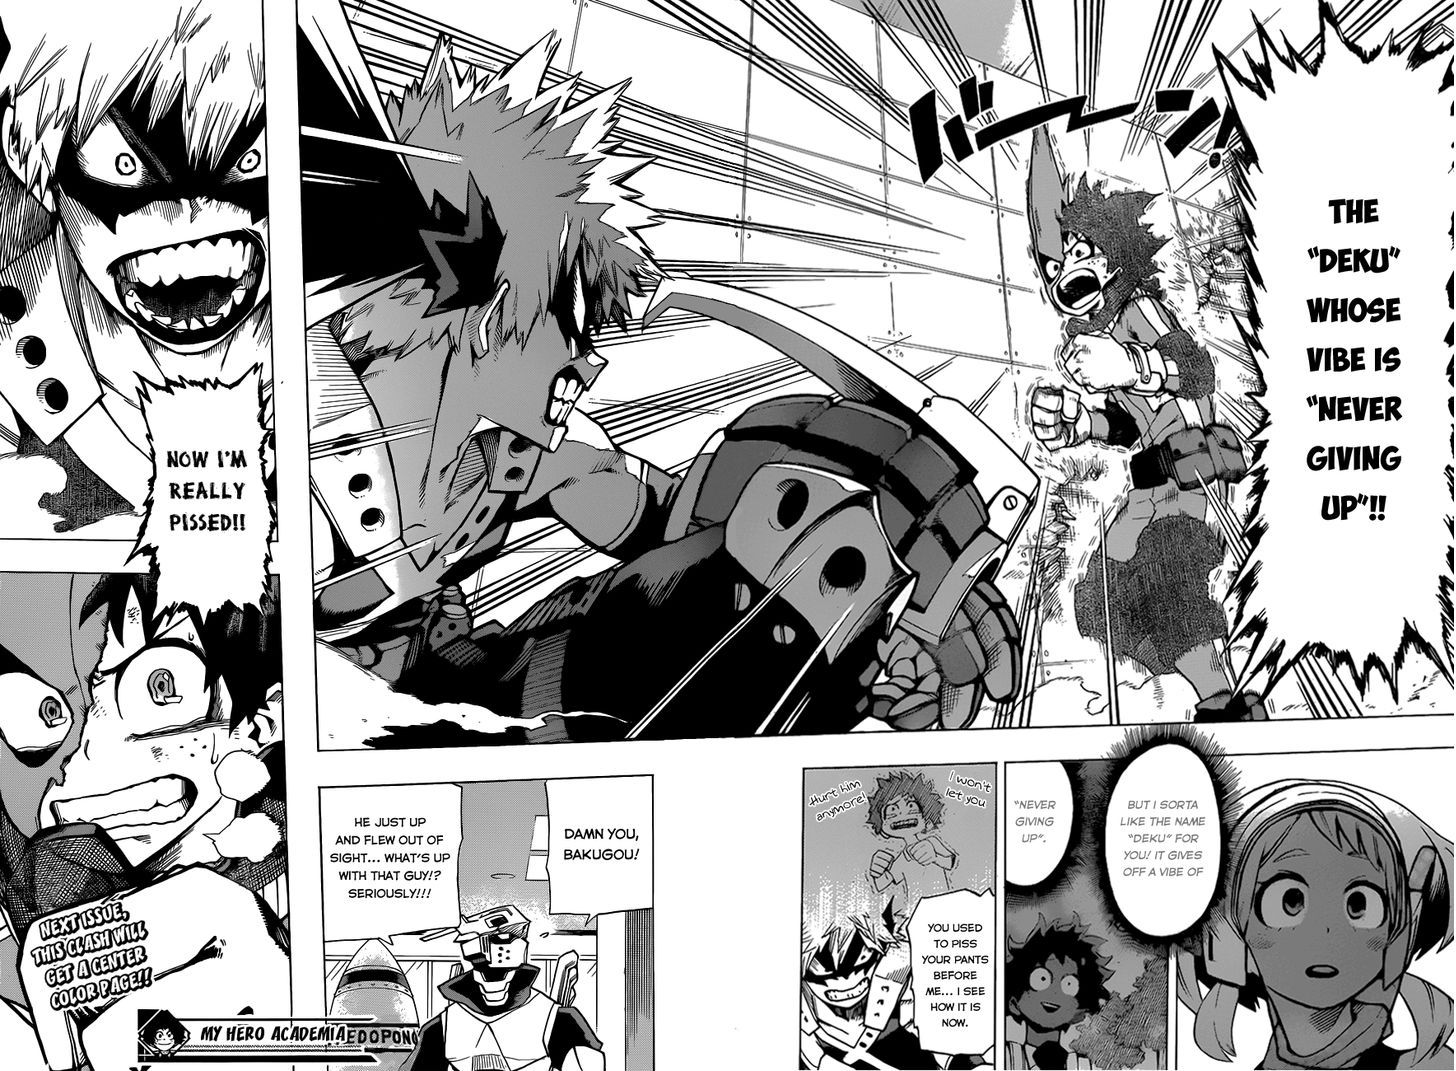 バーーン
THE
"DEKU"
WHOSE
VIBE IS
"NEVER
GIVING
UP"!!
NOW I'M
REALLY
PISSED!!
BUT I SORTA
LIKE THE NAME
"DEKU" FOR
YOU! IT GIVES
OFF A VIBE OF
"NEVER
GIVING
UP".
I won't
let you
Hurt him
anymore!
YOU USED
TO PISS
YOUR PANTS
BEFORE
ME... I SEE
HOW IT IS
NOW.
DAMN YOU,
BAKUGOU!
HE JUST UP
AND FLEW OUT OF
SIGHT... WHAT'S UP
WITH THAT GUY!?
SERIOUSLY!!!
NEXT ISSUE,
THIS CLASH WILL
GET A CENTER
COLOR PAGE!!
MY HERO ACADEMIA
EDOPONG